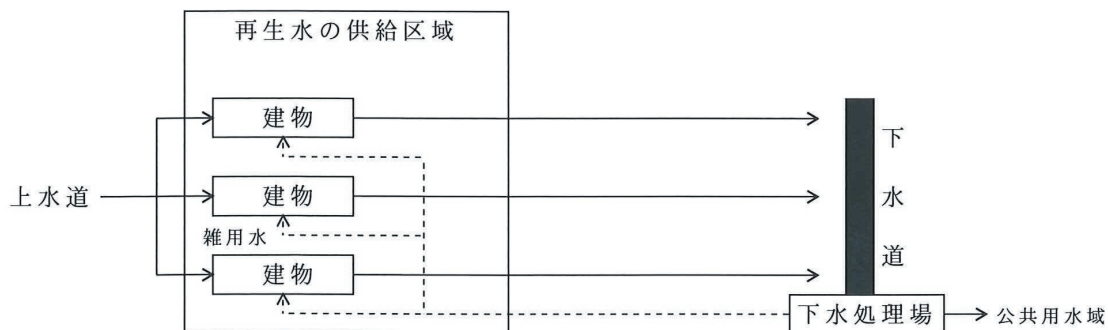 再生水の供給区域
建物
上水道
建物
雑用水
建物
下水道
下水処理場
公共用水域